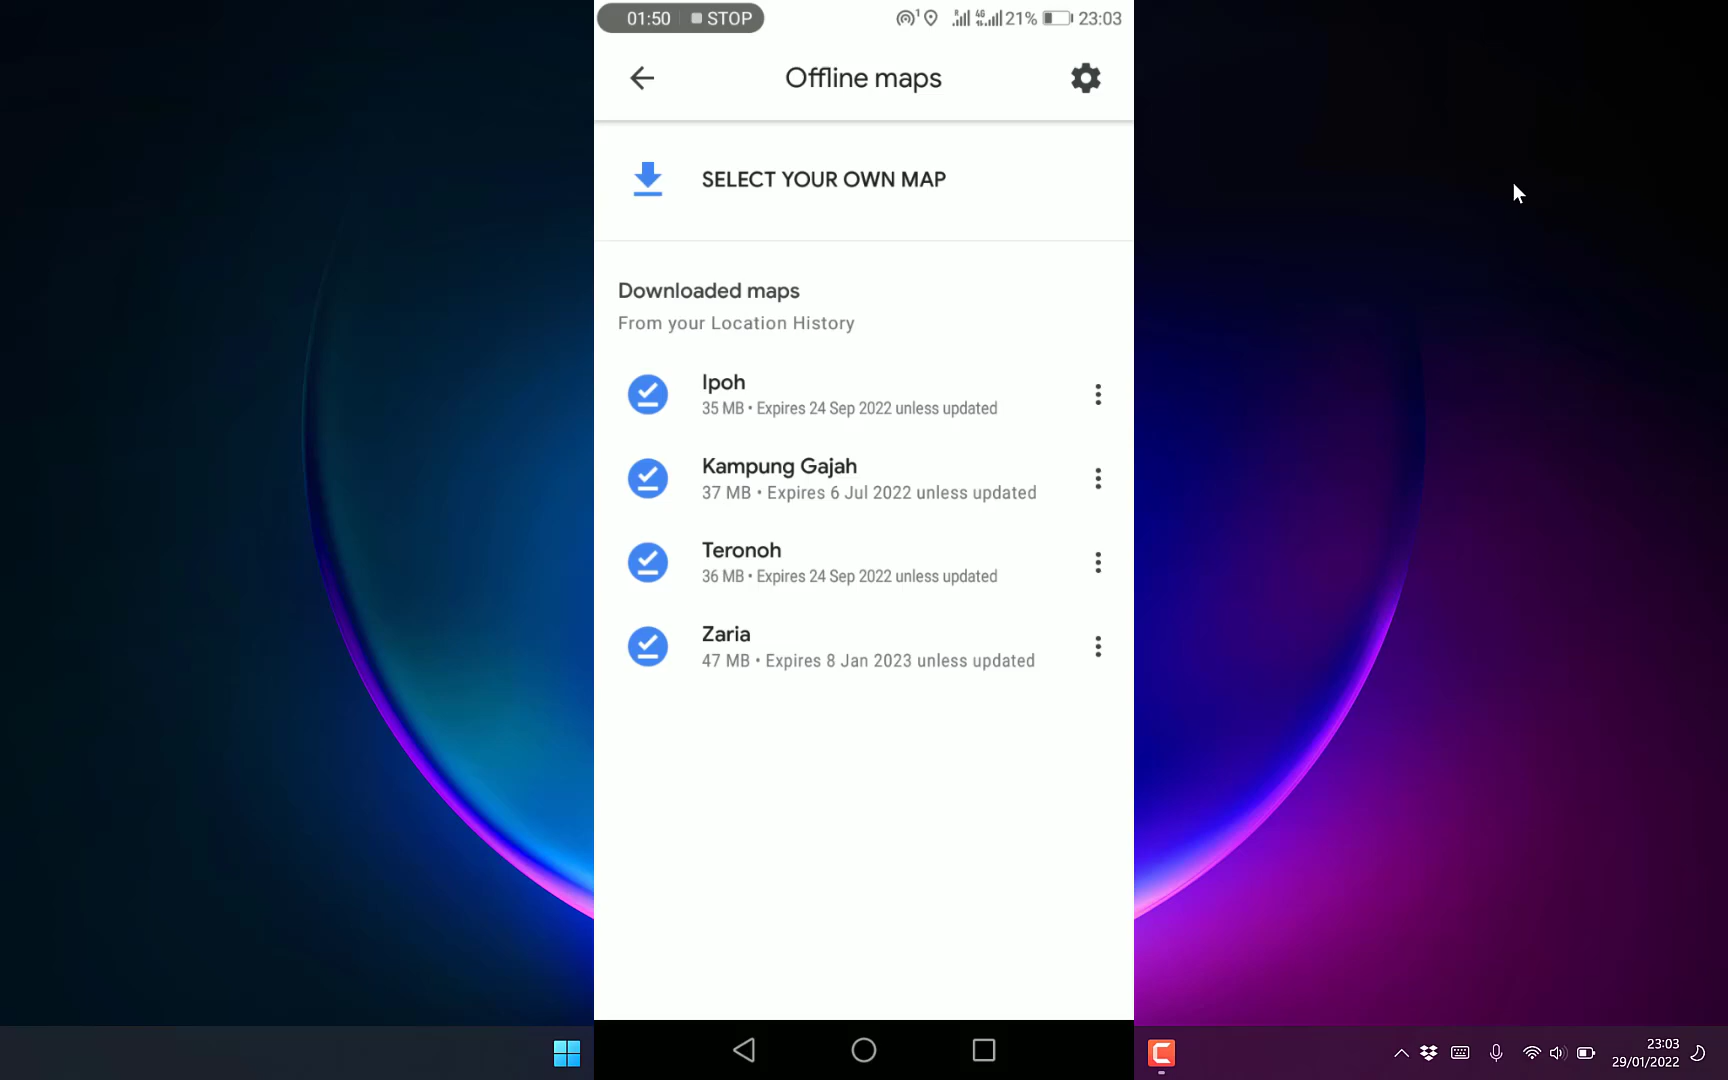 01:50 STOP 21% 23:03
Offline maps
SELECT YOUR OWN MAP
Downloaded maps
From your Location History
Ipoh
35 MB • Expires 24 Sep 2022 unless updated
Kampung Gajah
37 MB • Expires 6 Jul 2022 unless updated
Teronoh
36 MB • Expires 24 Sep 2022 unless updated
Zaria
47 MB • Expires 8 Jan 2023 unless updated
23:03
29/01/2022